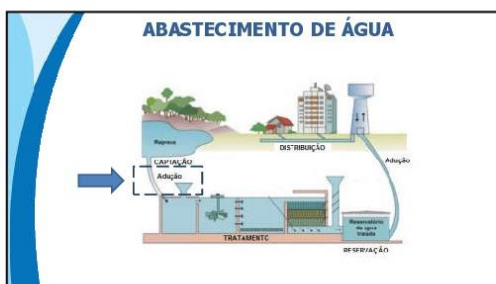 ABASTECIMENTO DE ÁGUA
Represa
CAPTAÇÃO
Adução
DISTRIBUIÇÃO
Adução
TRATAMENTO
Reservatório
de água
tratada
RESERVAÇÃO